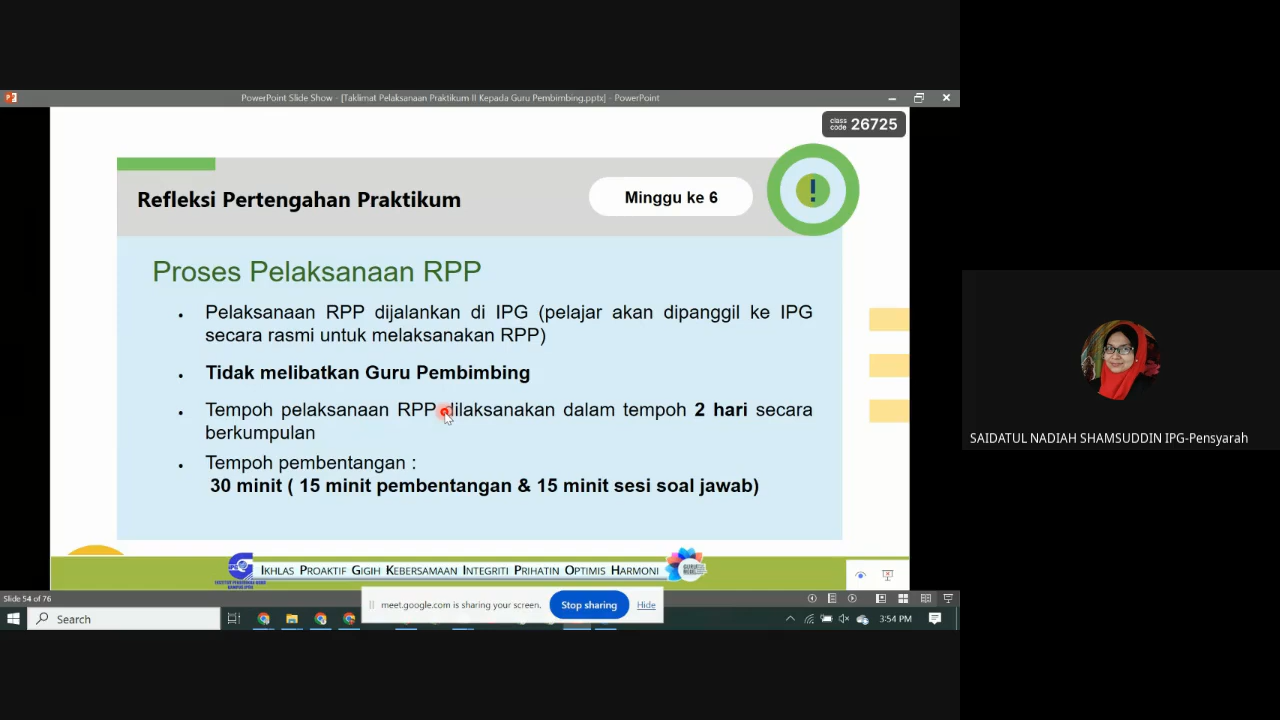 PowerPoint Slide Show - [Taklimat Pelaksanaan Praktikum II Kepada Guru Pembimbing.pptx] - PowerPoint
class code 26725
Refleksi Pertengahan Praktikum
Minggu ke 6
!
Proses Pelaksanaan RPP
• Pelaksanaan RPP dijalankan di IPG (pelajar akan dipanggil ke IPG
secara rasmi untuk melaksanakan RPP)
• Tidak melibatkan Guru Pembimbing
• Tempoh pelaksanaan RPP dilaksanakan dalam tempoh 2 hari secara
berkumpulan
• Tempoh pembentangan :
30 minit ( 15 minit pembentangan & 15 minit sesi soal jawab)
SAIDATUL NADIAH SHAMSUDDIN IPG-Pensyarah
IKHLAS PROAKTIF GIGIH KEBERSAMAAN INTEGRITI PRIHATIN OPTIMIS HARMONI
Slide 54 of 76
meet.google.com is sharing your screen.
Stop sharing
Hide
Search
3:54 PM